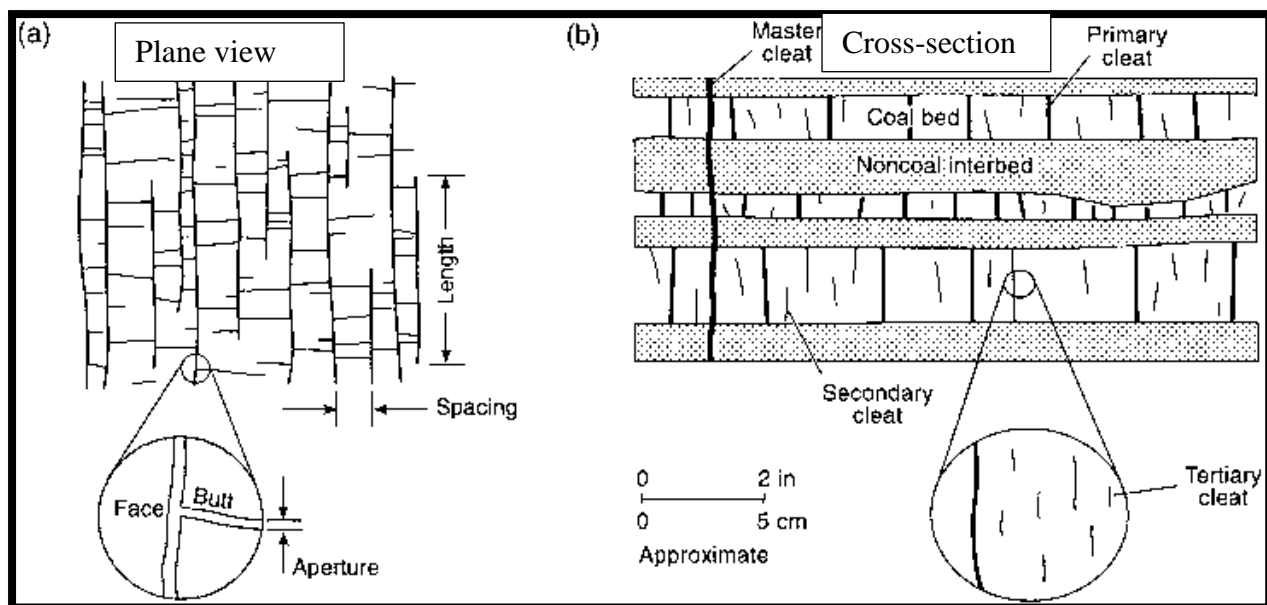 (a)
Plane view
Length
Spacing
Face
Butt
Aperture
(b)
Master
cleat
Cross-section
Primary
cleat
Coal bed
Noncoal interbed
Secondary
cleat
0 2 in
0 5 cm
Approximate
Tertiary
cleat